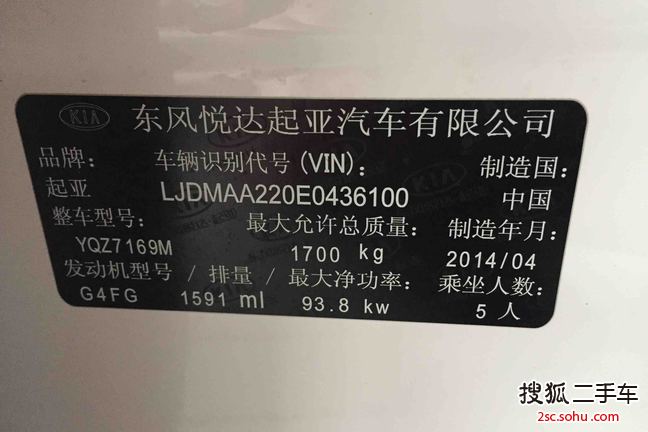 KIA 东风悦达起亚汽车有限公司
品牌： 车辆识别代号(VIN)： 制造国：
起亚 LJDMAA220E0436100 中国
整车型号： 最大允许总质量： 制造年月：
YQZ7169M 1700 kg 2014/04
发动机型号 / 排量 / 最大净功率： 乘坐人数：
G4FG 1591 ml 93.8 kw 5 人
搜狐 二手车
2sc.sohu.com